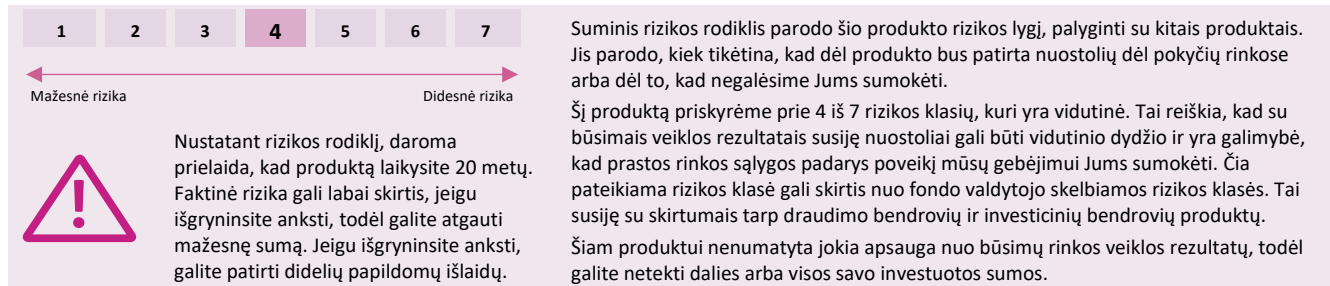 1 2 3 4 5 6 7
Mažesnė rizika Didesnė rizika
Nustatant rizikos rodiklį, daroma
prielaida, kad produktą laikysite 20 metų.
Faktinė rizika gali labai skirtis, jeigu
išgryninsite anksti, todėl galite atgauti
mažesnę sumą. Jeigu išgryninsite anksti,
galite patirti didelių papildomų išlaidų.
Suminis rizikos rodiklis parodo šio produkto rizikos lygį, palyginti su kitais produktais.
Jis parodo, kiek tikėtina, kad dėl produkto bus patirta nuostolių dėl pokyčių rinkose
arba dėl to, kad negalėsime Jums sumokėti.
Šį produktą priskyrėme prie 4 iš 7 rizikos klasių, kuri yra vidutinė. Tai reiškia, kad su
būsimais veiklos rezultatais susiję nuostoliai gali būti vidutinio dydžio ir yra galimybė,
kad prastos rinkos sąlygos padarys poveikį mūsų gebėjimui Jums sumokėti. Čia
pateikiama rizikos klasė gali skirtis nuo fondo valdytojo skelbiamos rizikos klasės. Tai
susiję su skirtumais tarp draudimo bendrovių ir investicinių bendrovių produktų.
Šiam produktui nenumatyta jokia apsauga nuo būsimų rinkos veiklos rezultatų, todėl
galite netekti dalies arba visos savo investuotos sumos.